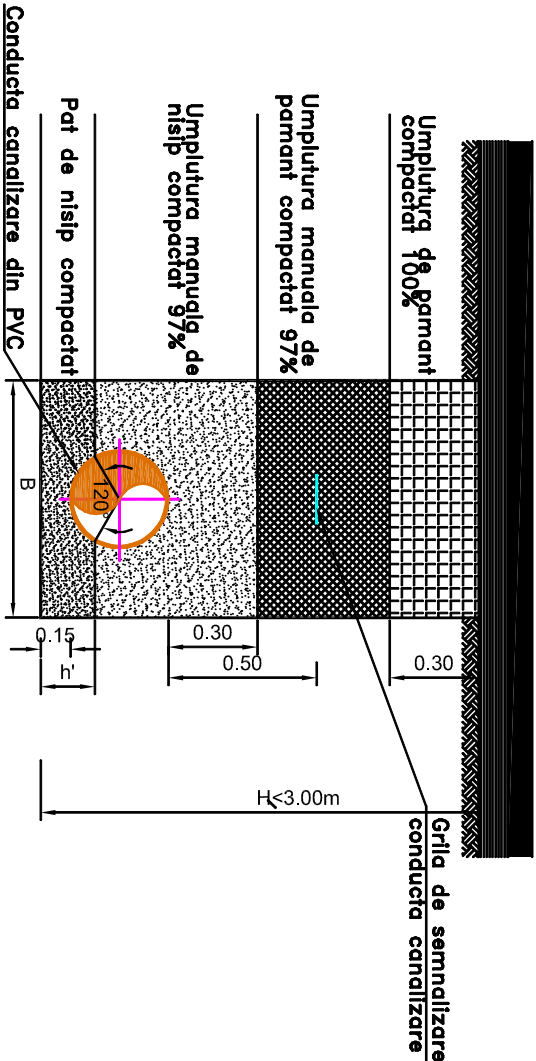 Umplutura de pamant
compactat 100%
Umplutura manuala de
pamant compactat 97%
Umplutura manuala de
nisip compactat 97%
Pat de nisip compactat
Conducta canalizare din PVC
120°
B
0.15
h'
0.30
0.50
0.30
H<3.00m
Grila de semnalizare
conducta canalizare